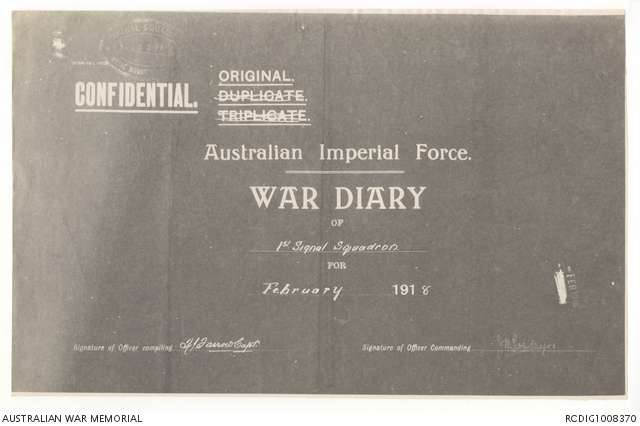 ORIGINAL.
CONFIDENTIAL.
DUPLICATE.
TRIPLICATE.
Australian Imperial Force.
WAR DIARY
OF
1st Signal Squadron
FOR
February 1918
Signature of Officer compiling Capt.
Signature of Officer Commanding
AUSTRALIAN WAR MEMORIAL
RCDIG1008370